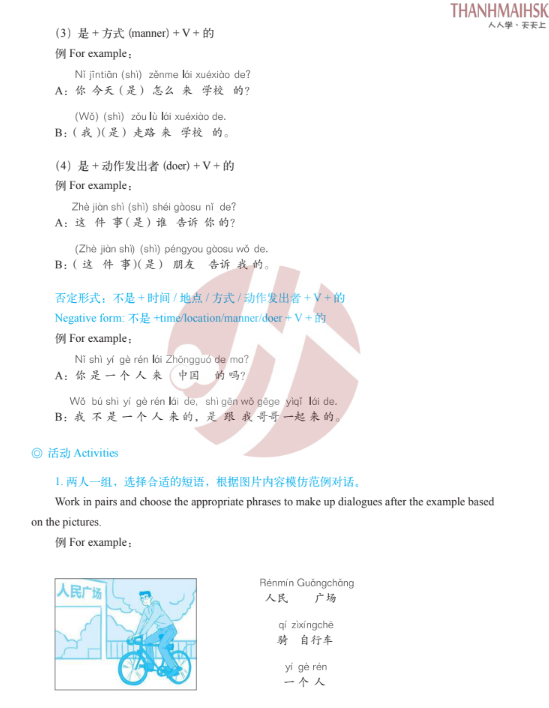 THANHMAIHSK
人人学·天天上
（3）是 + 方式 (manner) + V + 的
例 For example：
Nǐ jīntiān (shì) zěnme lái xuéxiào de?
A：你 今天（是）怎么 来 学校 的?
(Wǒ) (shì) zǒu lù lái xuéxiào de.
B：（我）（是）走路 来 学校 的。
（4）是 + 动作发出者 (doer) + V + 的
例 For example：
Zhè jiàn shì (shì) shéi gàosu nǐ de?
A：这 件 事（是）谁 告诉 你 的?
(Zhè jiàn shì) (shì) péngyou gàosu wǒ de.
B：（这 件 事）（是） 朋友 告诉 我 的。
否定形式：不是 + 时间 / 地点 / 方式 / 动作发出者 + V + 的
Negative form: 不是 +time/location/manner/doer + V + 的
例 For example：
Nǐ shì yí gè rén lái Zhōngguó de ma?
A：你 是 一 个 人 来 中国 的 吗?
Wǒ bú shì yí gè rén lái de, shì gēn wǒ gēge yìqǐ lái de.
B：我 不 是 一 个 人 来 的，是 跟 我 哥哥 一起 来 的。
◎ 活动 Activities
1. 两人一组，选择合适的短语，根据图片内容模仿范例对话。
Work in pairs and choose the appropriate phrases to make up dialogues after the example based
on the pictures.
例 For example：
人民广场
Rénmín Guǎngchǎng
人民 广场
qí zìxíngchē
骑 自行车
yí gè rén
一 个 人